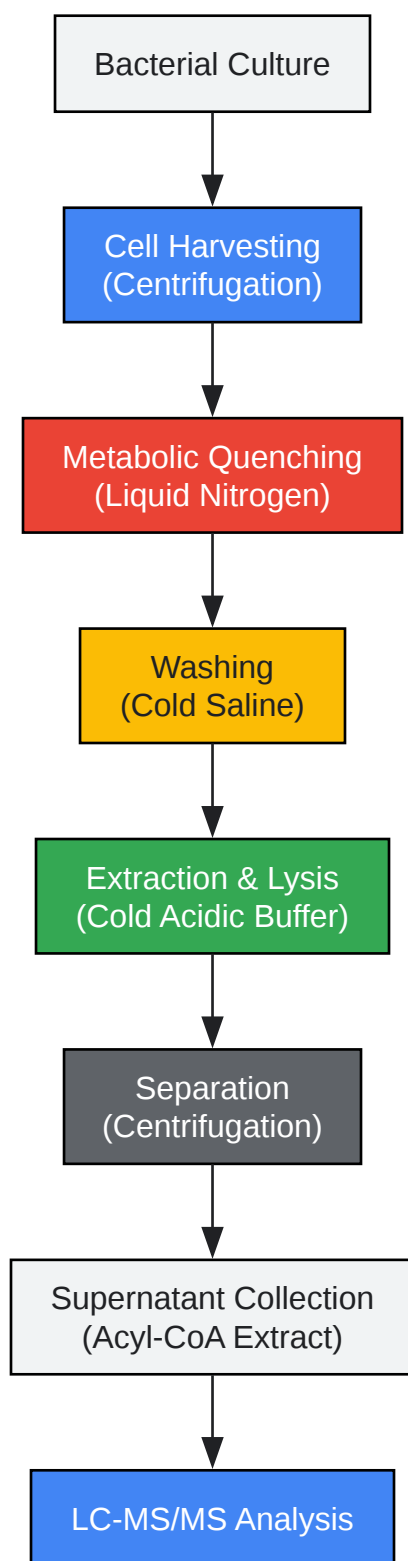 Bacterial Culture
Cell Harvesting
(Centrifugation)
Metabolic Quenching
(Liquid Nitrogen)
Washing
(Cold Saline)
Extraction & Lysis
(Cold Acidic Buffer)
Separation
(Centrifugation)
Supernatant Collection
(Acyl-CoA Extract)
LC-MS/MS Analysis